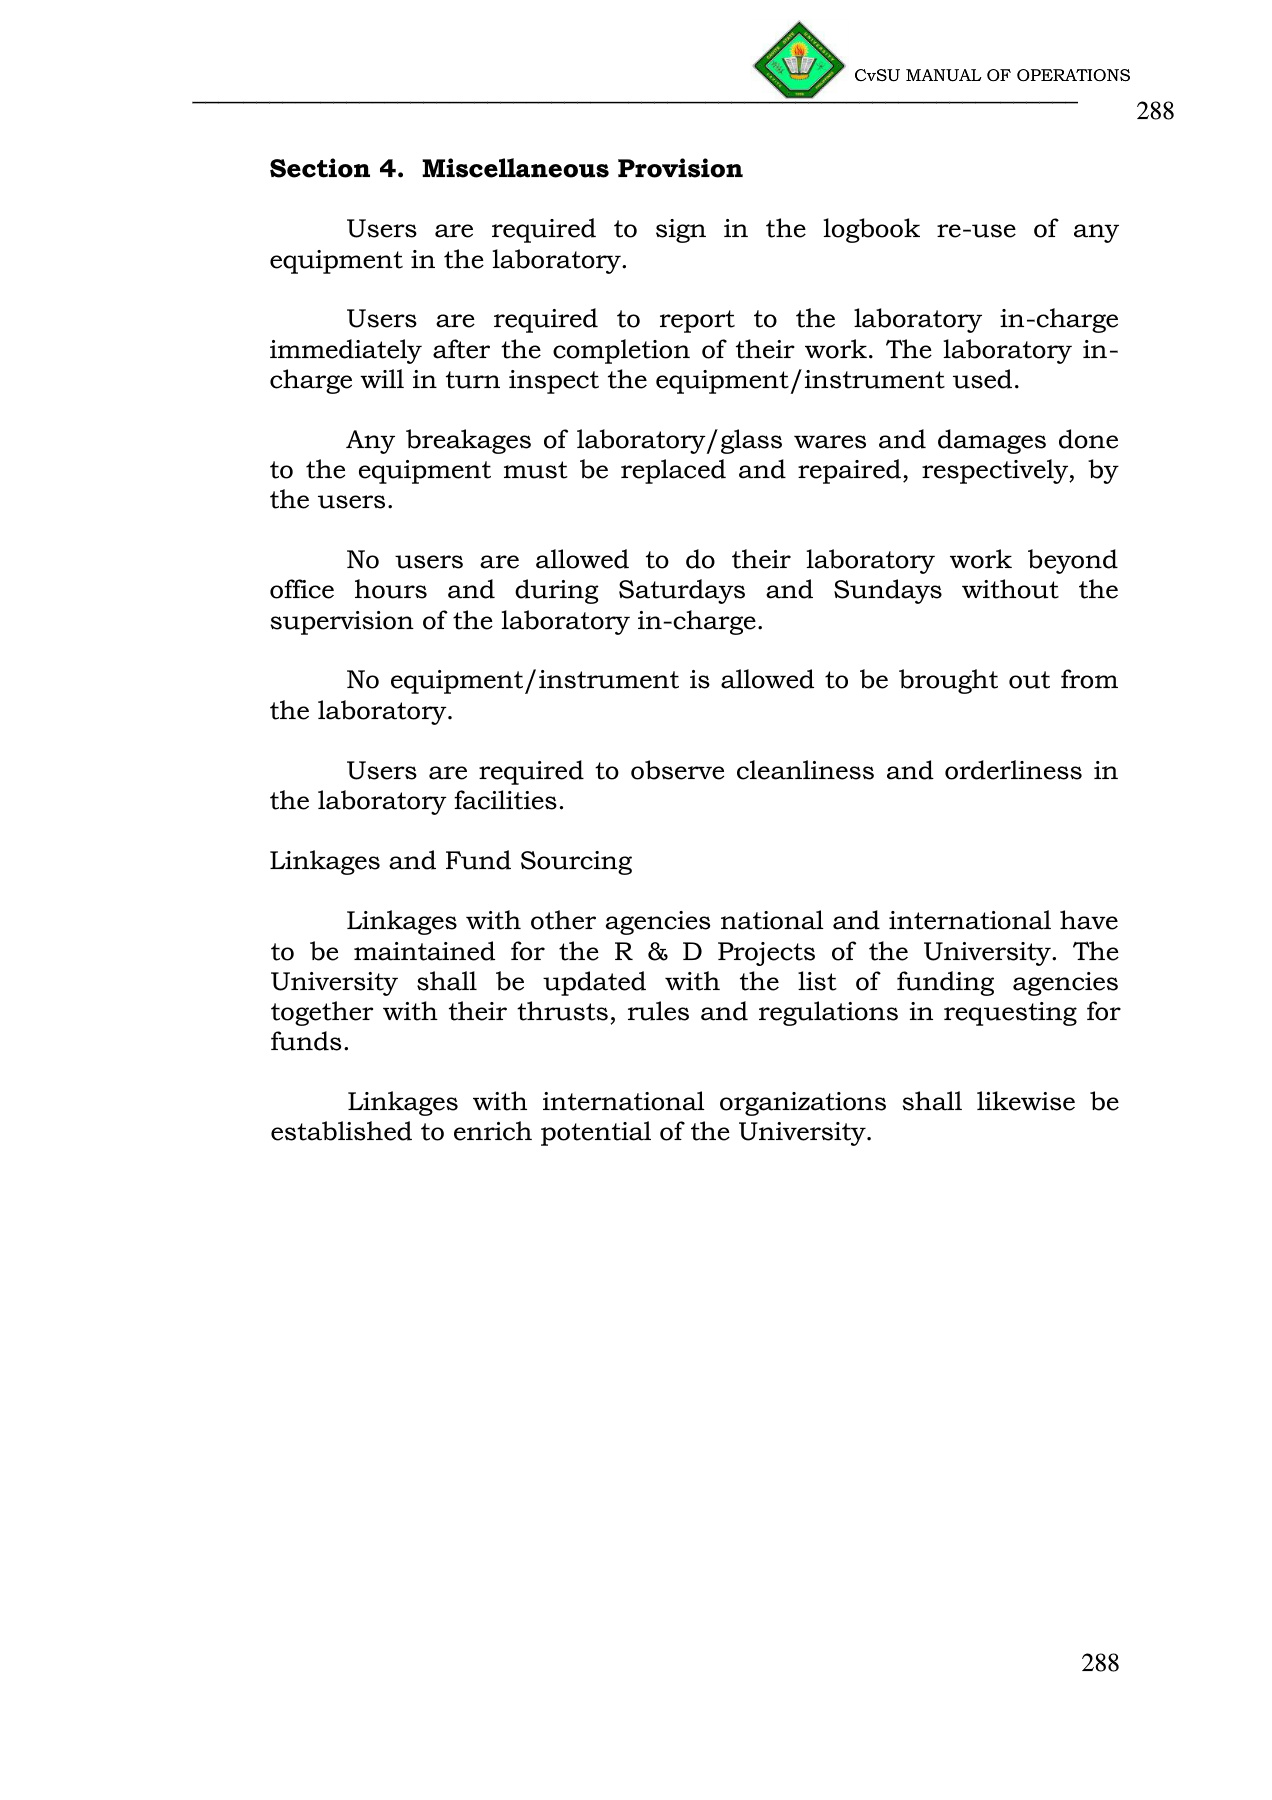 CvSU MANUAL OF OPERATIONS
288
Section 4. Miscellaneous Provision
Users are required to sign in the logbook re-use of any
equipment in the laboratory.
Users are required to report to the laboratory in-charge
immediately after the completion of their work. The laboratory in-
charge will in turn inspect the equipment/instrument used.
Any breakages of laboratory/glass wares and damages done
to the equipment must be replaced and repaired, respectively, by
the users.
No users are allowed to do their laboratory work beyond
office hours and during Saturdays and Sundays without the
supervision of the laboratory in-charge.
No equipment/instrument is allowed to be brought out from
the laboratory.
Users are required to observe cleanliness and orderliness in
the laboratory facilities.
Linkages and Fund Sourcing
Linkages with other agencies national and international have
to be maintained for the R & D Projects of the University. The
University shall be updated with the list of funding agencies
together with their thrusts, rules and regulations in requesting for
funds.
Linkages with international organizations shall likewise be
established to enrich potential of the University.
288